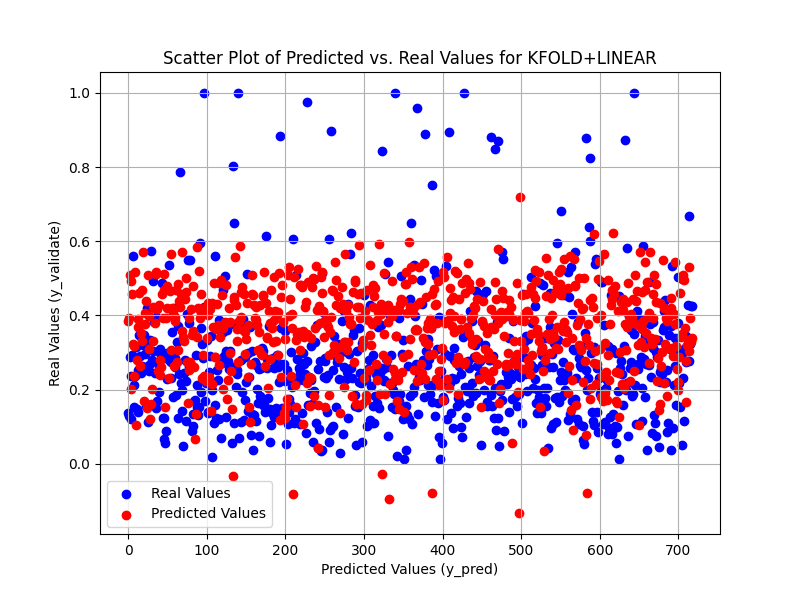 Scatter Plot of Predicted vs. Real Values for KFOLD+LINEAR
Real Values (y_validate)
1.0
0.8
0.6
0.4
0.2
0.0
Real Values
Predicted Values
0 100 200 300 400 500 600 700
Predicted Values (y_pred)